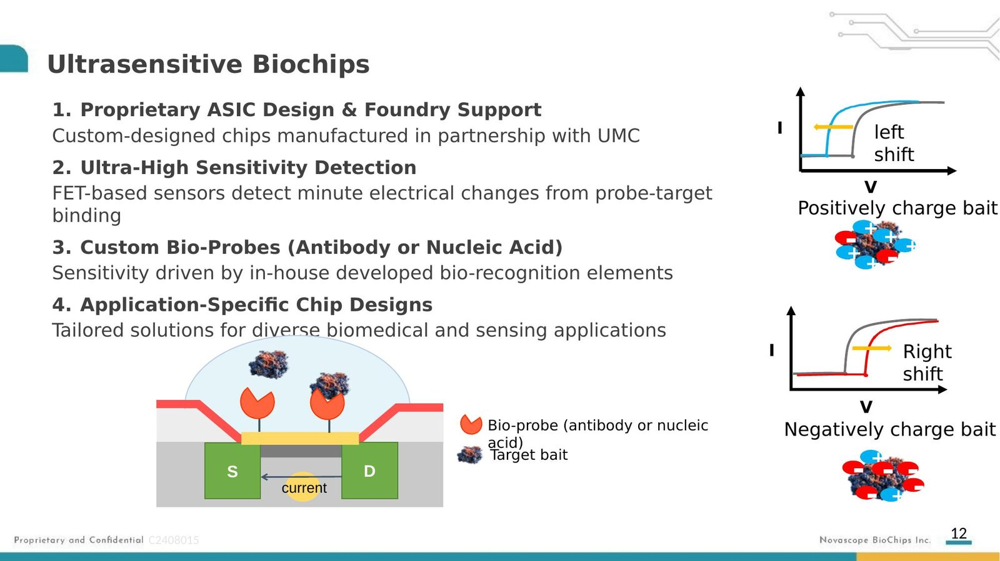 Ultrasensitive Biochips
1. Proprietary ASIC Design & Foundry Support
Custom-designed chips manufactured in partnership with UMC
2. Ultra-High Sensitivity Detection
FET-based sensors detect minute electrical changes from probe-target
binding
3. Custom Bio-Probes (Antibody or Nucleic Acid)
Sensitivity driven by in-house developed bio-recognition elements
4. Application-Specific Chip Designs
Tailored solutions for diverse biomedical and sensing applications
S
D
current
Bio-probe (antibody or nucleic
acid)
Target bait
I
left
shift
V
Positively charge bait
+
+
-
+
+
-
+
I
Right
shift
V
Negatively charge bait
+
-
-
-
-
-
+
Proprietary and Confidential C2408015
Novascope BioChips Inc.
12